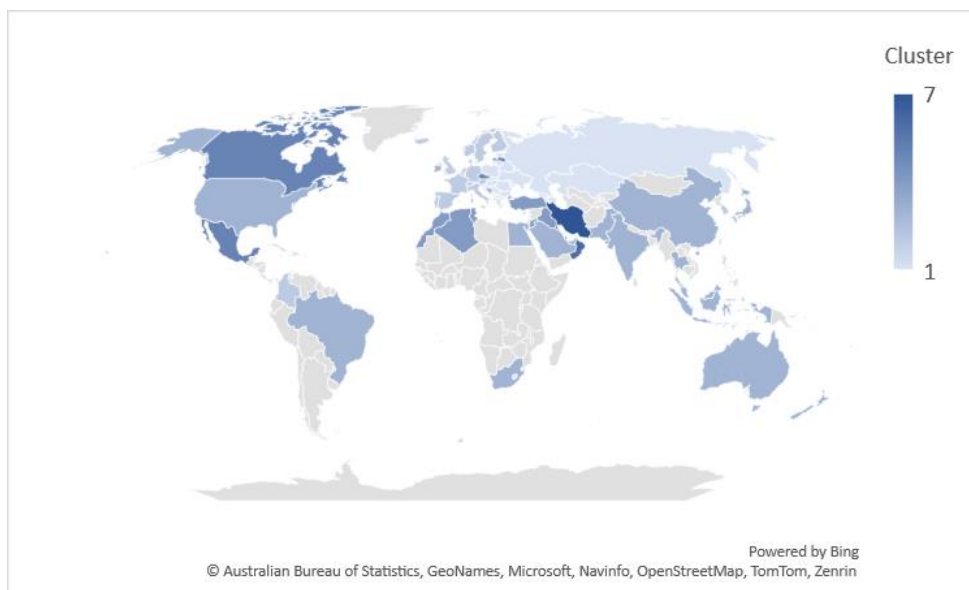 Cluster
7
1
Powered by Bing
© Australian Bureau of Statistics, GeoNames, Microsoft, Navinfo, OpenStreetMap, TomTom, Zenrin